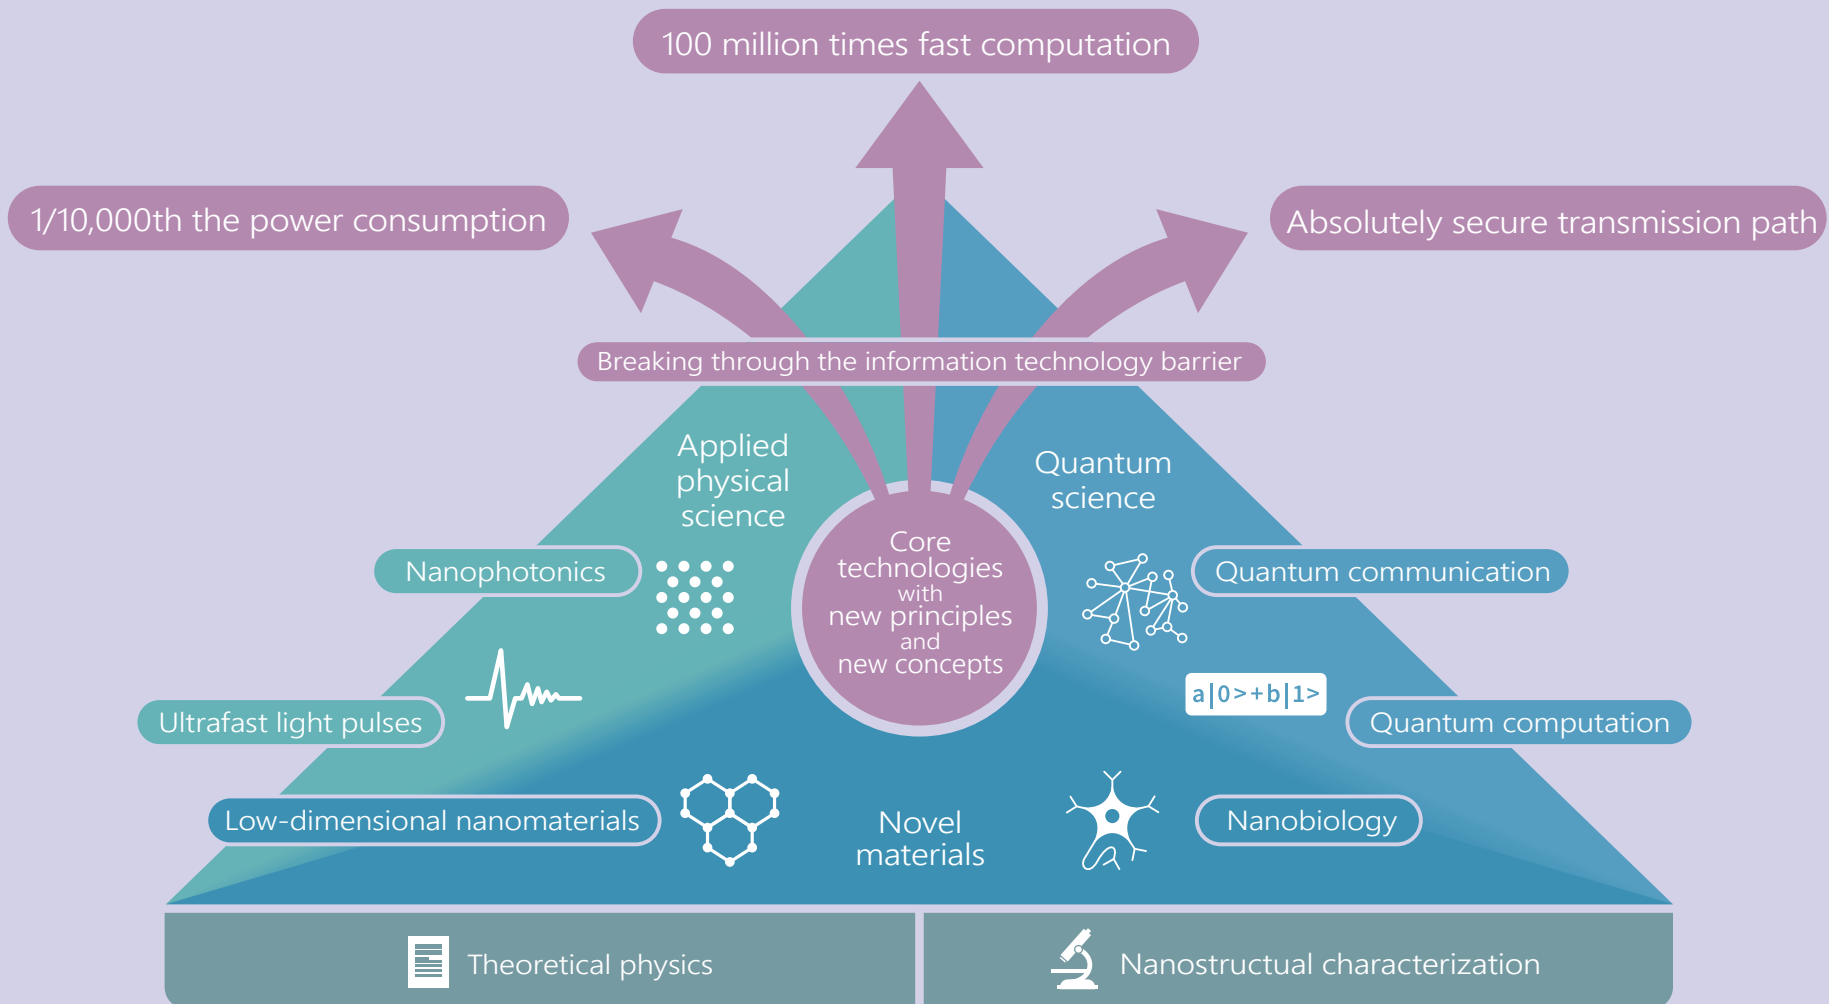 100 million times fast computation
1/10,000th the power consumption
Absolutely secure transmission path
Breaking through the information technology barrier
Applied
physical
science
Quantum
science
Core
technologies
with
new principles
and
new concepts
Nanophotonics
Quantum communication
Ultrafast light pulses
a|0>+b|1>
Quantum computation
Low-dimensional nanomaterials
Novel
materials
Nanobiology
Theoretical physics
Nanostructual characterization